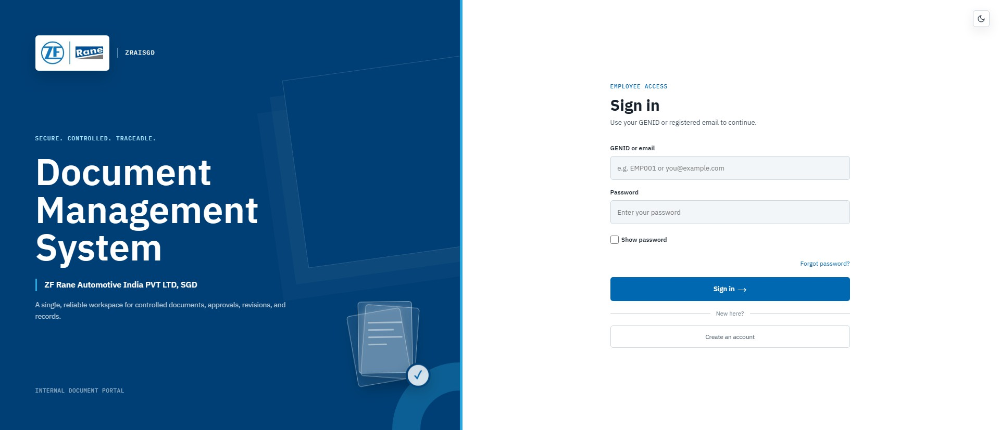 ZF
Rane
ZRAISGD
SECURE. CONTROLLED. TRACEABLE.
Document
Management
System
ZF Rane Automotive India PVT LTD, SGD
A single, reliable workspace for controlled documents, approvals, revisions, and
records.
INTERNAL DOCUMENT PORTAL
EMPLOYEE ACCESS
Sign in
Use your GENID or registered email to continue.
GENID or email
e.g. EMP001 or you@example.com
Password
Enter your password
Show password
Forgot password?
Sign in →
New here?
Create an account